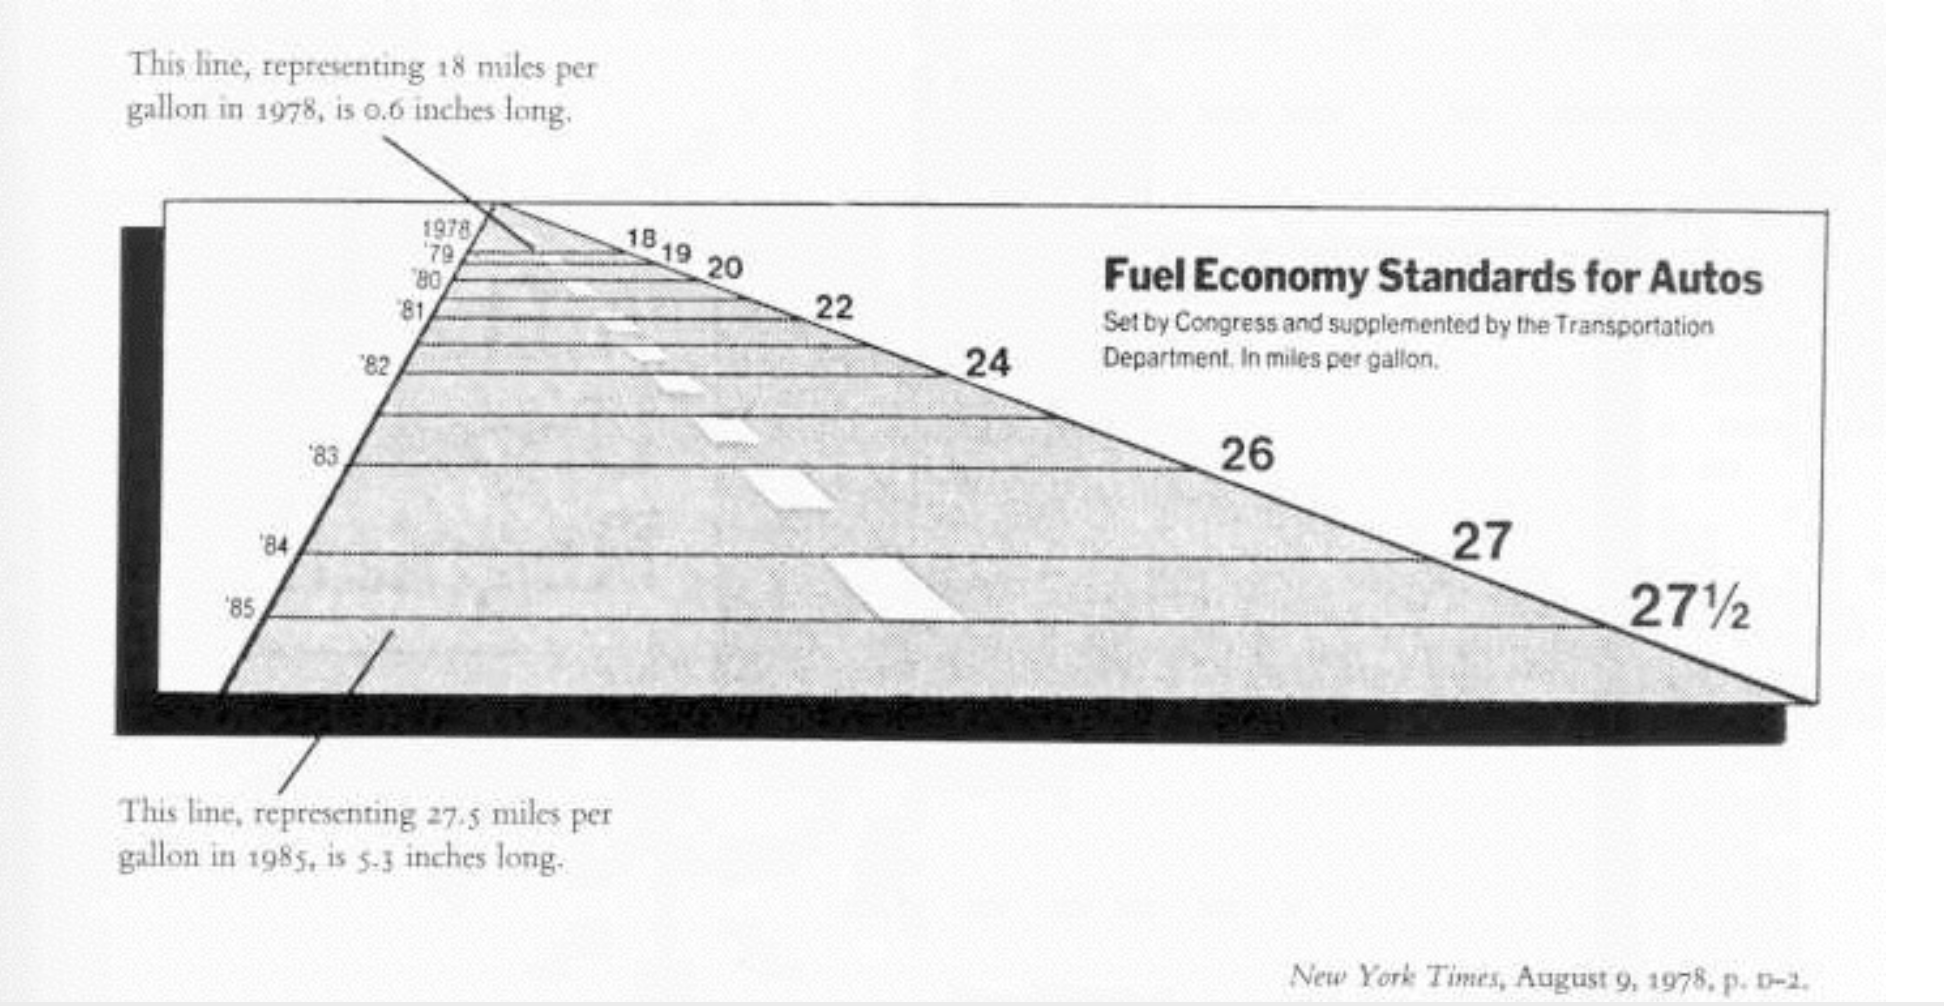 This line, representing 18 miles per
gallon in 1978, is 0.6 inches long.
1978
'79
'80
'81
'82
'83
'84
'85
18
19
20
22
24
26
27
27½
Fuel Economy Standards for Autos
Set by Congress and supplemented by the Transportation
Department. In miles per gallon.
This line, representing 27.5 miles per
gallon in 1985, is 5.3 inches long.
New York Times, August 9, 1978, p. D–2.